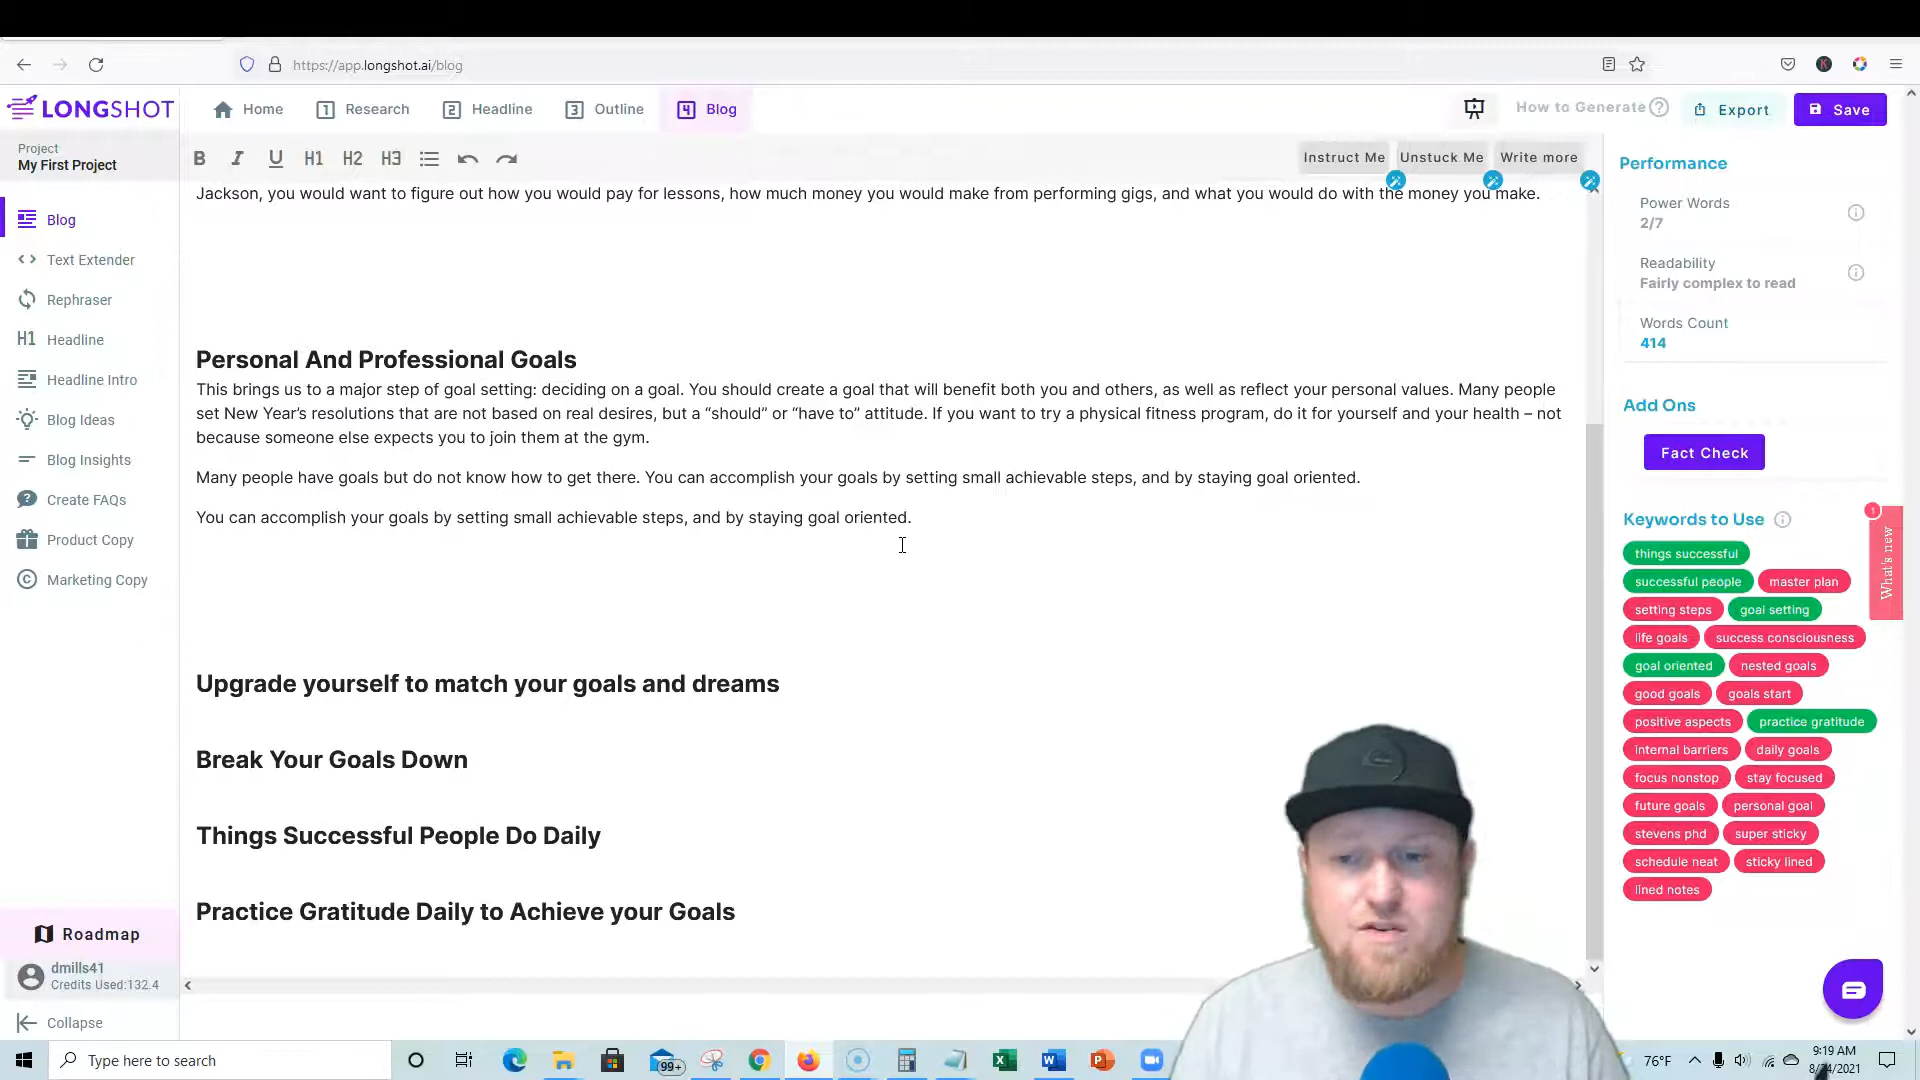 https://app.longshot.ai/blog
LONGSHOT
Home
1 Research
2 Headline
3 Outline
4 Blog
How to Generate
Export
Save
Project
My First Project
B I U H1 H2 H3
Instruct Me
Unstuck Me
Write more
Blog
Text Extender
Rephraser
H1 Headline
Headline Intro
Blog Ideas
Blog Insights
Create FAQs
Product Copy
Marketing Copy
Roadmap
dmills41
Credits Used:132.4
Collapse
Jackson, you would want to figure out how you would pay for lessons, how much money you would make from performing gigs, and what you would do with the money you make.
Personal And Professional Goals
This brings us to a major step of goal setting: deciding on a goal. You should create a goal that will benefit both you and others, as well as reflect your personal values. Many people
set New Year’s resolutions that are not based on real desires, but a “should” or “have to” attitude. If you want to try a physical fitness program, do it for yourself and your health – not
because someone else expects you to join them at the gym.
Many people have goals but do not know how to get there. You can accomplish your goals by setting small achievable steps, and by staying goal oriented.
You can accomplish your goals by setting small achievable steps, and by staying goal oriented.
Upgrade yourself to match your goals and dreams
Break Your Goals Down
Things Successful People Do Daily
Practice Gratitude Daily to Achieve your Goals
Performance
Power Words
2/7
Readability
Fairly complex to read
Words Count
414
Add Ons
Fact Check
Keywords to Use
things successful
successful people
master plan
setting steps
goal setting
life goals
success consciousness
goal oriented
nested goals
good goals
goals start
positive aspects
practice gratitude
internal barriers
daily goals
focus nonstop
stay focused
future goals
personal goal
stevens phd
super sticky
schedule neat
sticky lined
lined notes
1
What's new
Type here to search
99+
76°F
9:19 AM
8/24/2021